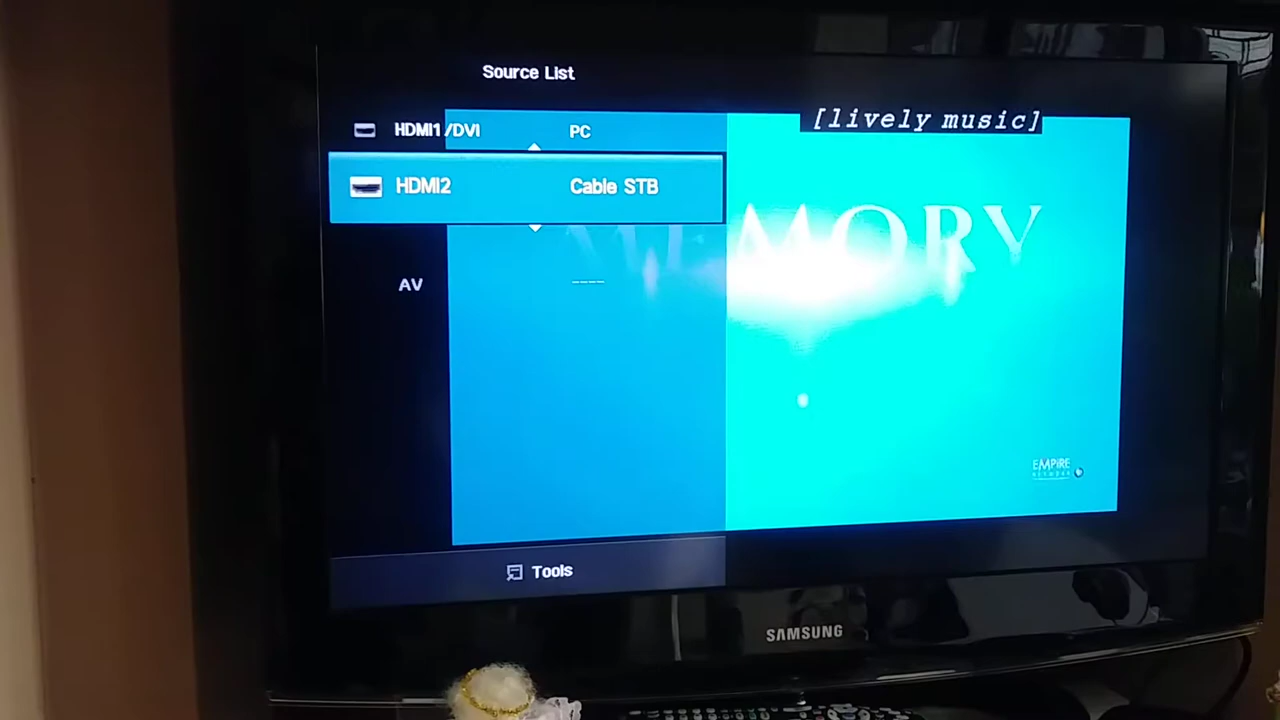 Source List
[lively music]
HDMI1/DVI PC
HDMI2 Cable STB
MORY
AV ----
EMPIRE
Tools
SAMSUNG